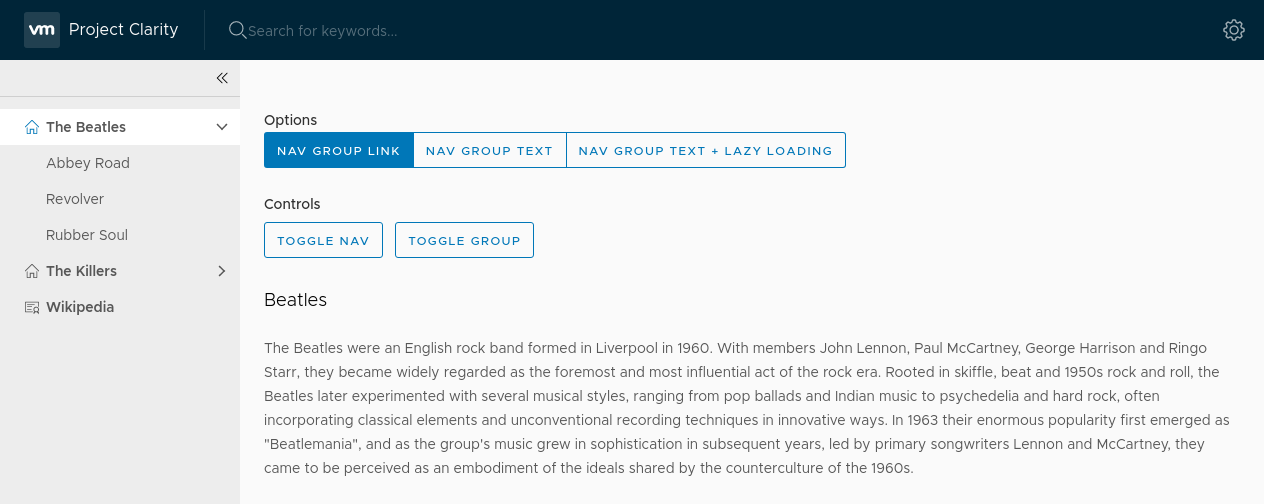 vm Project Clarity Search for keywords...
The Beatles
Abbey Road
Revolver
Rubber Soul
The Killers
Wikipedia
Options
NAV GROUP LINK NAV GROUP TEXT NAV GROUP TEXT + LAZY LOADING
Controls
TOGGLE NAV TOGGLE GROUP
Beatles
The Beatles were an English rock band formed in Liverpool in 1960. With members John Lennon, Paul McCartney, George Harrison and Ringo
Starr, they became widely regarded as the foremost and most influential act of the rock era. Rooted in skiffle, beat and 1950s rock and roll, the
Beatles later experimented with several musical styles, ranging from pop ballads and Indian music to psychedelia and hard rock, often
incorporating classical elements and unconventional recording techniques in innovative ways. In 1963 their enormous popularity first emerged as
"Beatlemania", and as the group's music grew in sophistication in subsequent years, led by primary songwriters Lennon and McCartney, they
came to be perceived as an embodiment of the ideals shared by the counterculture of the 1960s.